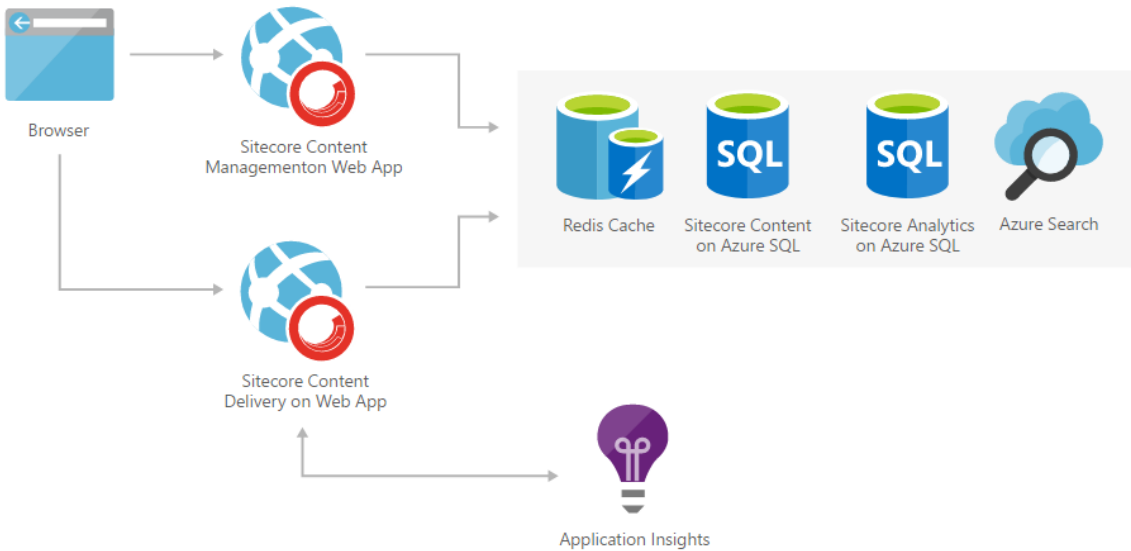 Browser
Sitecore Content
Managementon Web App
SQL
SQL
Redis Cache
Sitecore Content
on Azure SQL
Sitecore Analytics
on Azure SQL
Azure Search
Sitecore Content
Delivery on Web App
Application Insights